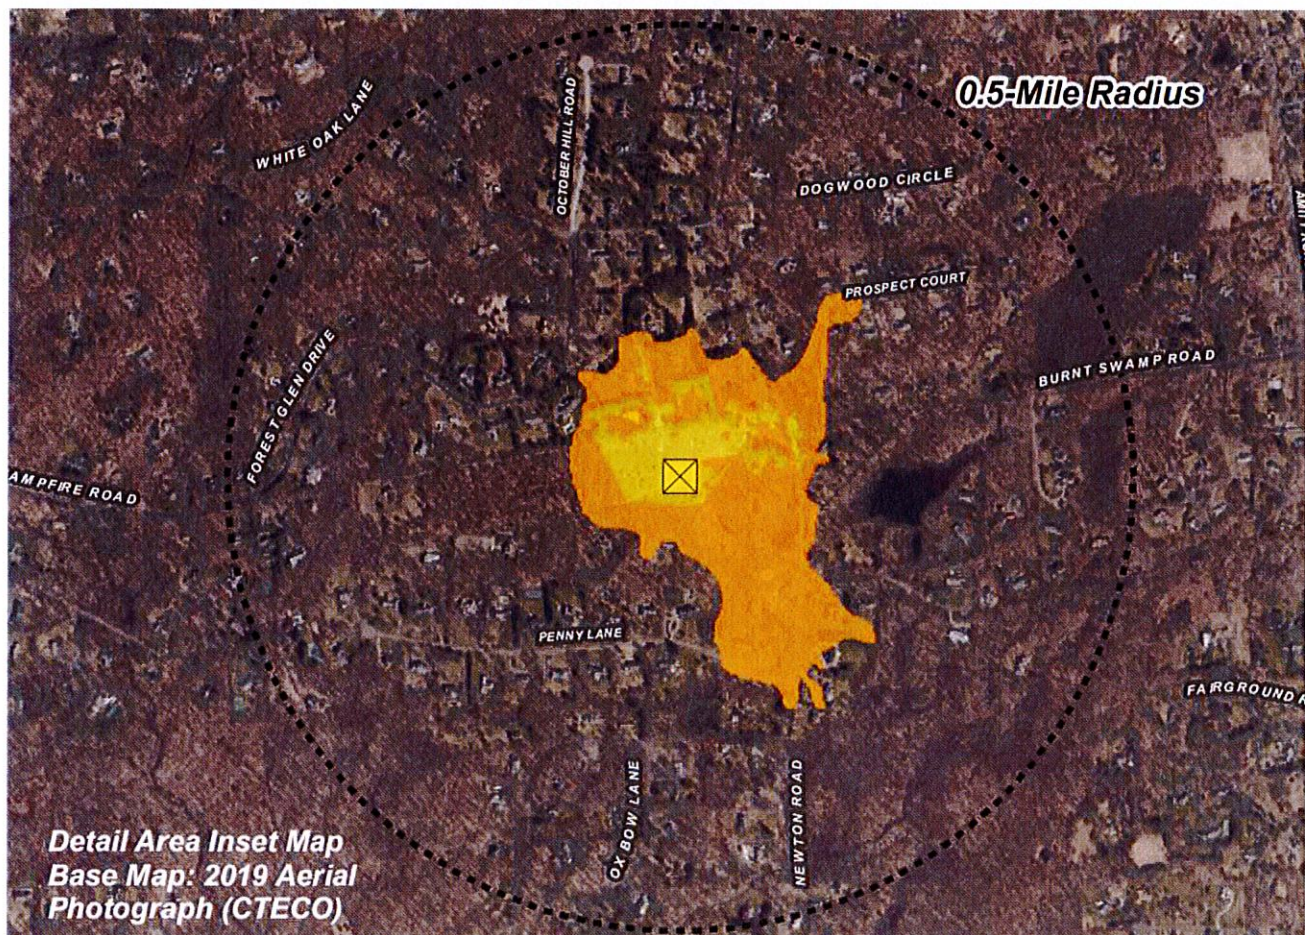 0.5-Mile Radius
WHITE OAK LANE
OCTOBER HILL ROAD
DOGWOOD CIRCLE
PROSPECT COURT
BURNT SWAMP ROAD
FOREST GLEN DRIVE
AMPFIRE ROAD
PENNY LANE
FAIRGROUND
OX BOW LANE
NEWTON ROAD
Detail Area Inset Map
Base Map: 2019 Aerial
Photograph (CTECO)